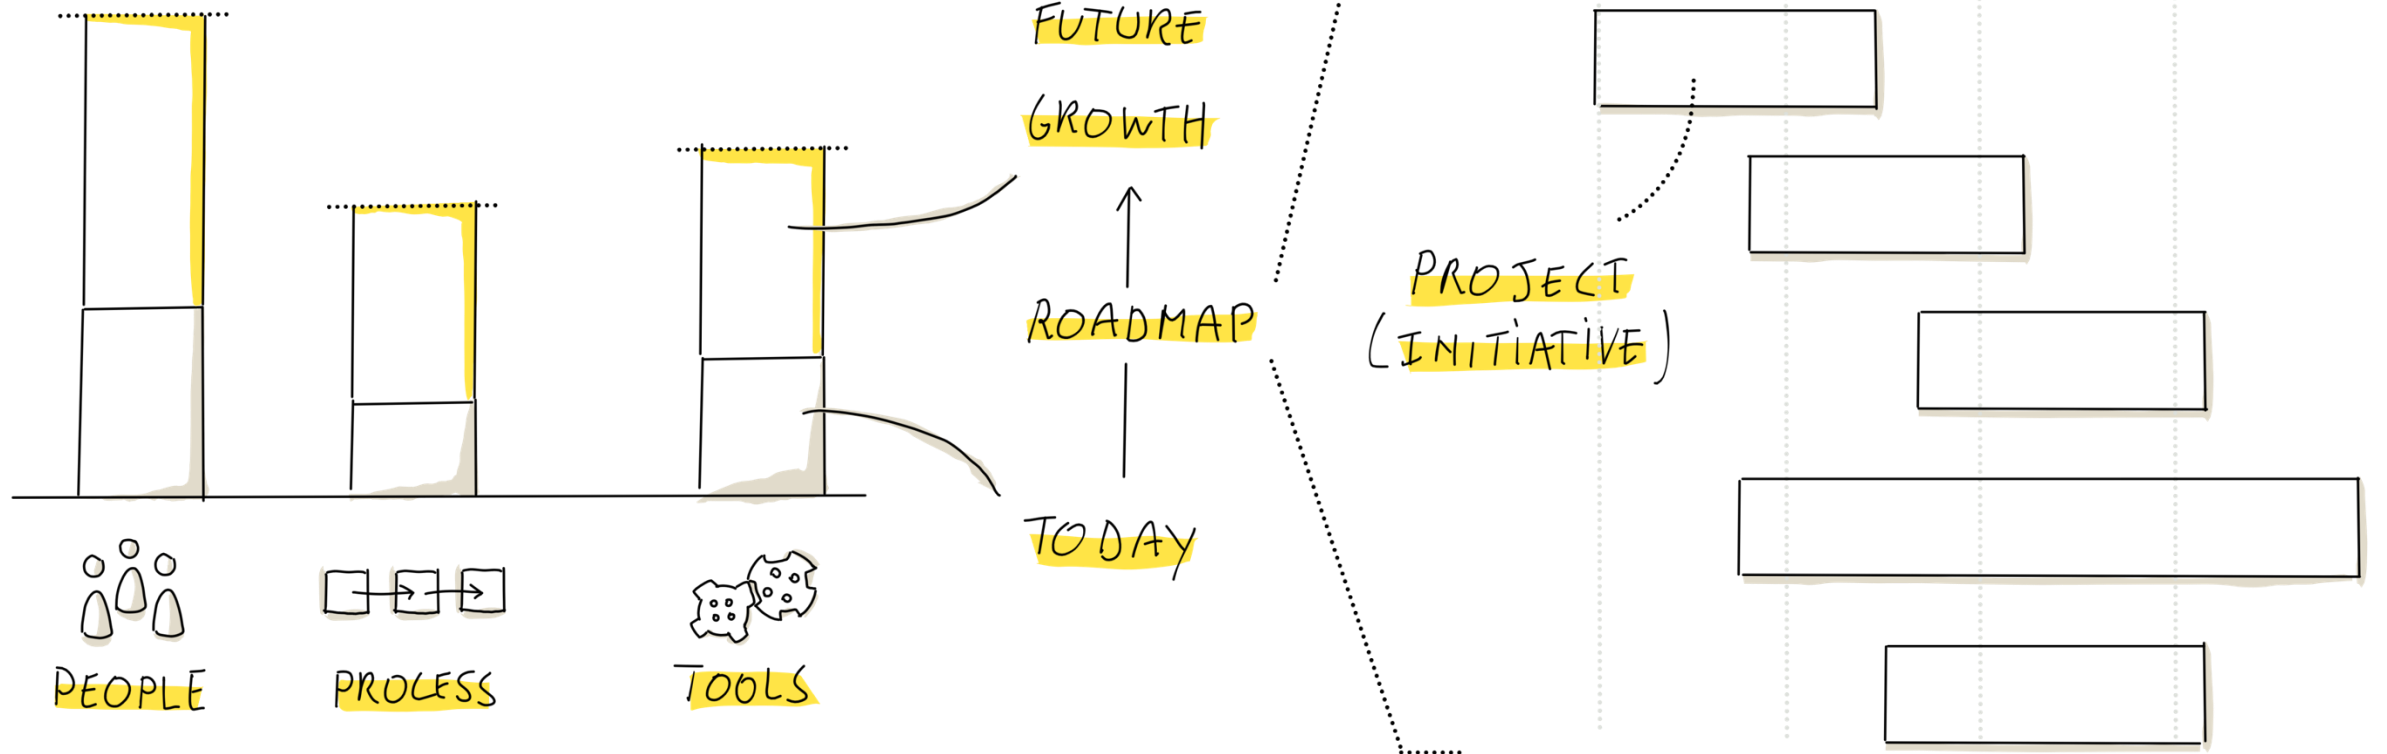 FUTURE
GROWTH
ROADMAP
TODAY
PEOPLE
PROCESS
TOOLS
PROJECT
(INITIATIVE)